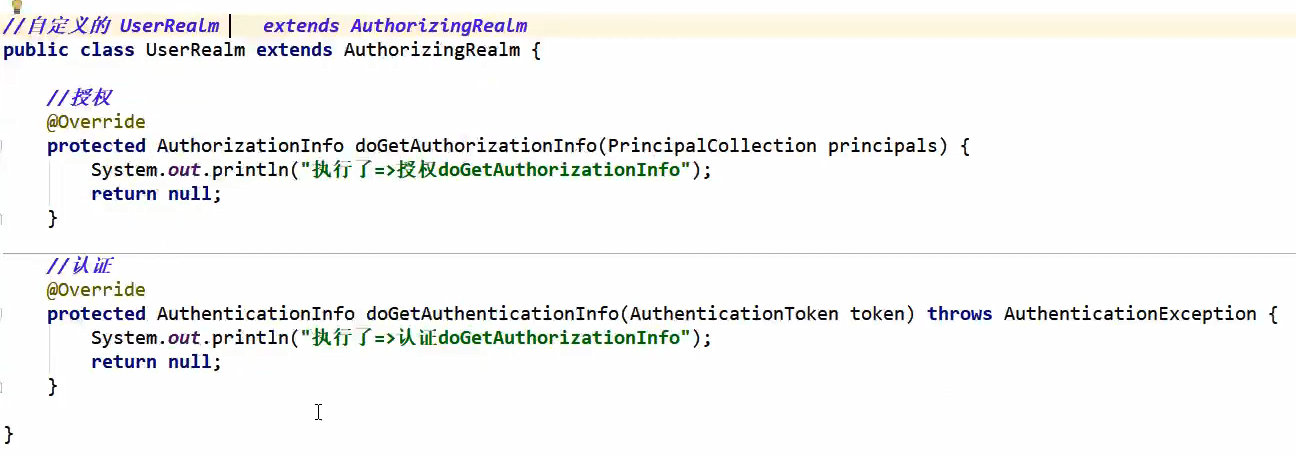 //自定义的 UserRealm    extends AuthorizingRealm
public class UserRealm extends AuthorizingRealm {
//授权
@Override
protected AuthorizationInfo doGetAuthorizationInfo(PrincipalCollection principals) {
System.out.println("执行了=>授权doGetAuthorizationInfo");
return null;
}
//认证
@Override
protected AuthenticationInfo doGetAuthenticationInfo(AuthenticationToken token) throws AuthenticationException {
System.out.println("执行了=>认证doGetAuthorizationInfo");
return null;
}
}